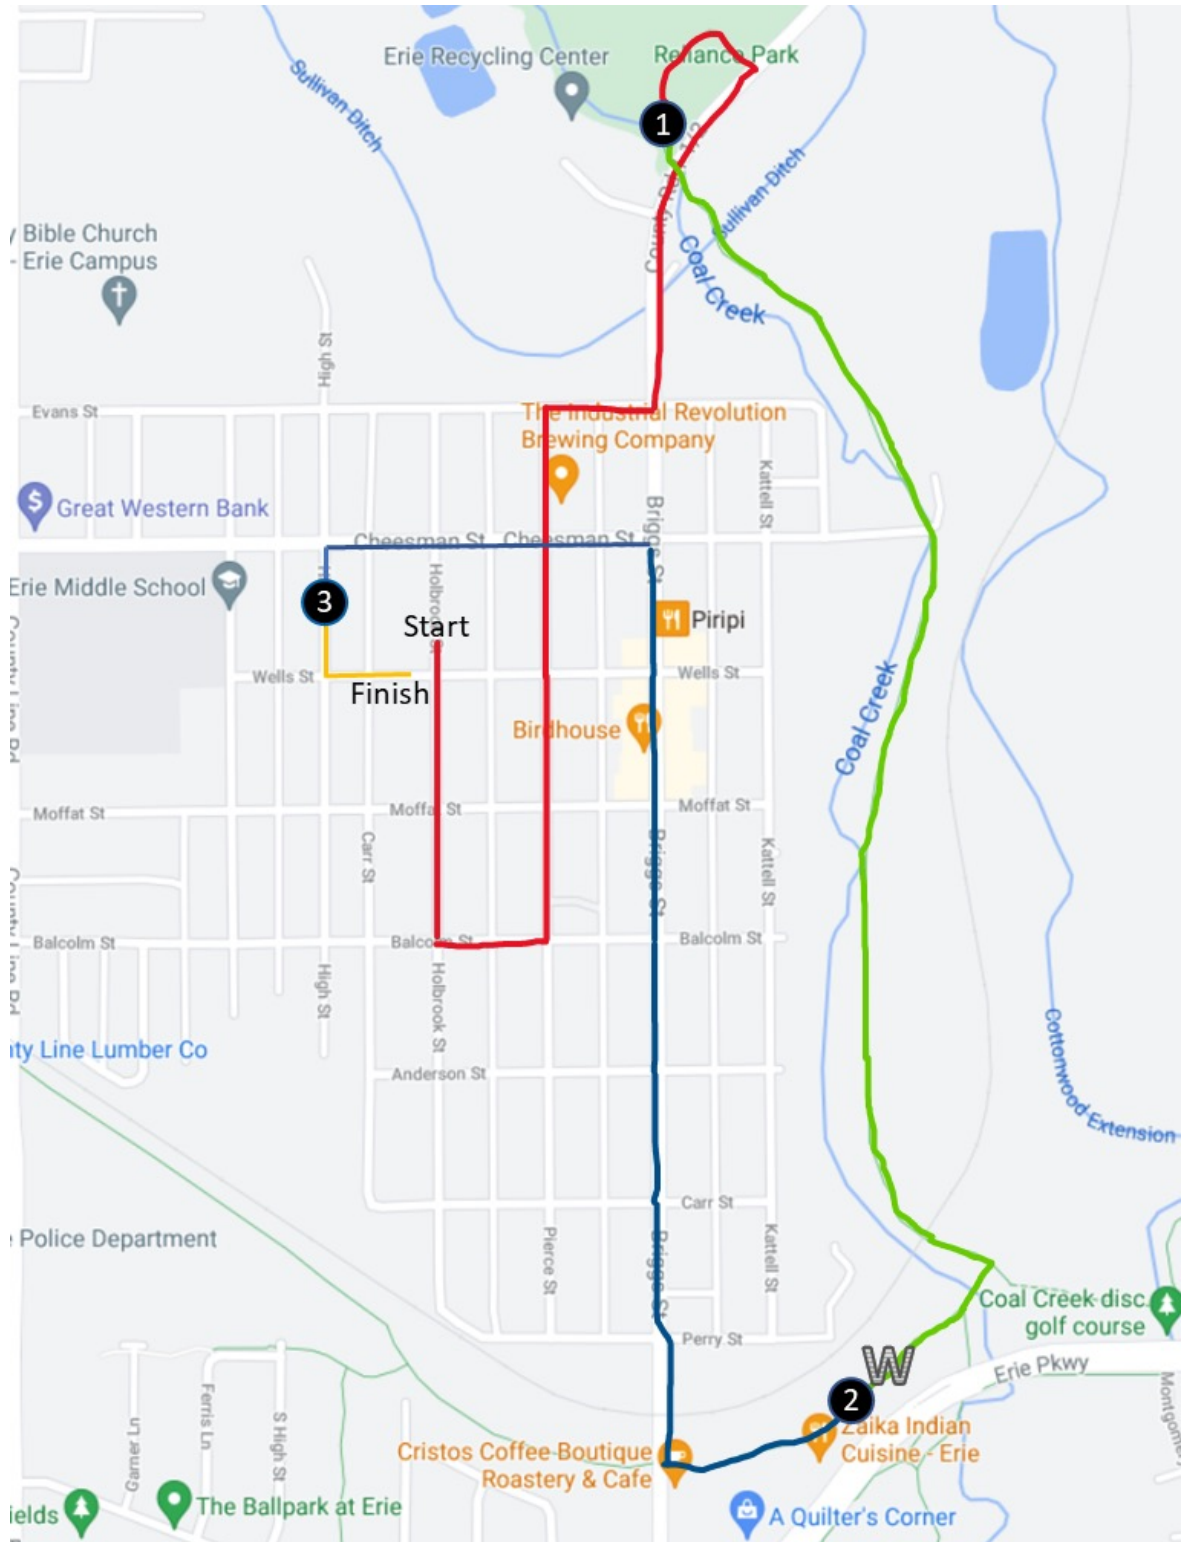 Erie Recycling Center
Reliance Park
Sullivan Ditch
1
Sullivan Ditch
Coal Creek
Bible Church
- Erie Campus
High St
Evans St
The Industrial Revolution
Brewing Company
Kattell St
Great Western Bank
Briggs St
Cheesman St
Cheesman St
Erie Middle School
3
Holbrook St
Start
Piripi
Wells St
Wells St
Finish
Birdhouse
Coal Creek
Moffat St
Moffat St
Moffat St
Carr St
Briggs St
Kattell St
County Line Rd
Balcolm St
Balcolm St
Balcolm St
High St
Holbrook St
nty Line Lumber Co
Anderson St
Cottonwood Extension
Carr St
Police Department
Pierce St
Briggs St
Kattell St
Coal Creek disc
golf course
Perry St
W
Erie Pkwy
2
Garner Ln
Ferris Ln
S High St
Zaika Indian
Cuisine - Erie
Cristos Coffee Boutique
Roastery & Cafe
ields
The Ballpark at Erie
A Quilter's Corner